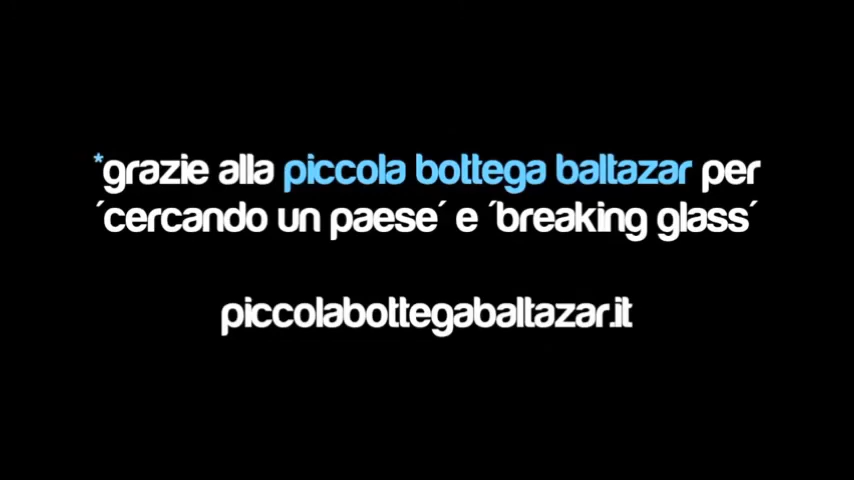 *grazie alla piccola bottega baltazar per
´cercando un paese´ e ´breaking glass´
piccolabottegabaltazar.it